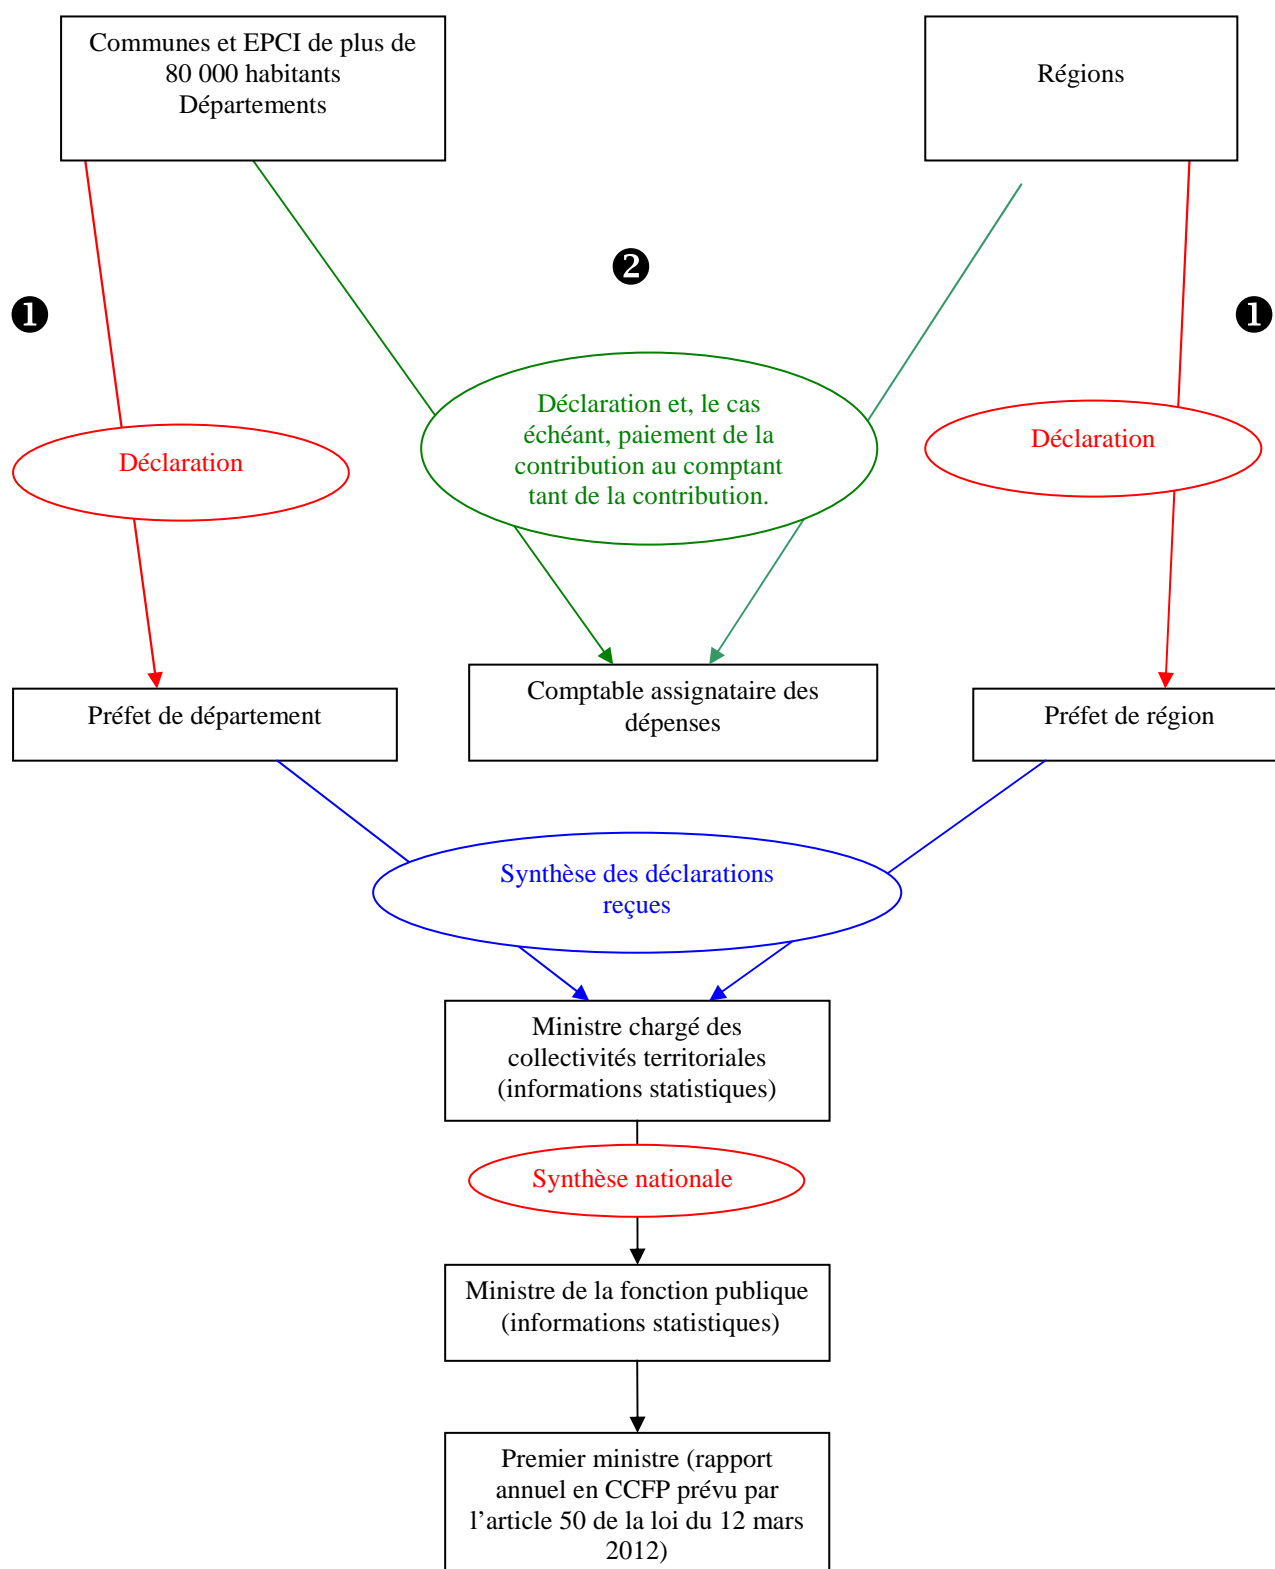 Communes et EPCI de plus de
80 000 habitants
Départements
Régions
❷
❶
❶
Déclaration et, le cas
échéant, paiement de la
contribution au comptant
tant de la contribution.
Déclaration
Déclaration
Préfet de département
Comptable assignataire des
dépenses
Préfet de région
Synthèse des déclarations
reçues
Ministre chargé des
collectivités territoriales
(informations statistiques)
Synthèse nationale
Ministre de la fonction publique
(informations statistiques)
Premier ministre (rapport
annuel en CCFP prévu par
l’article 50 de la loi du 12 mars
2012)